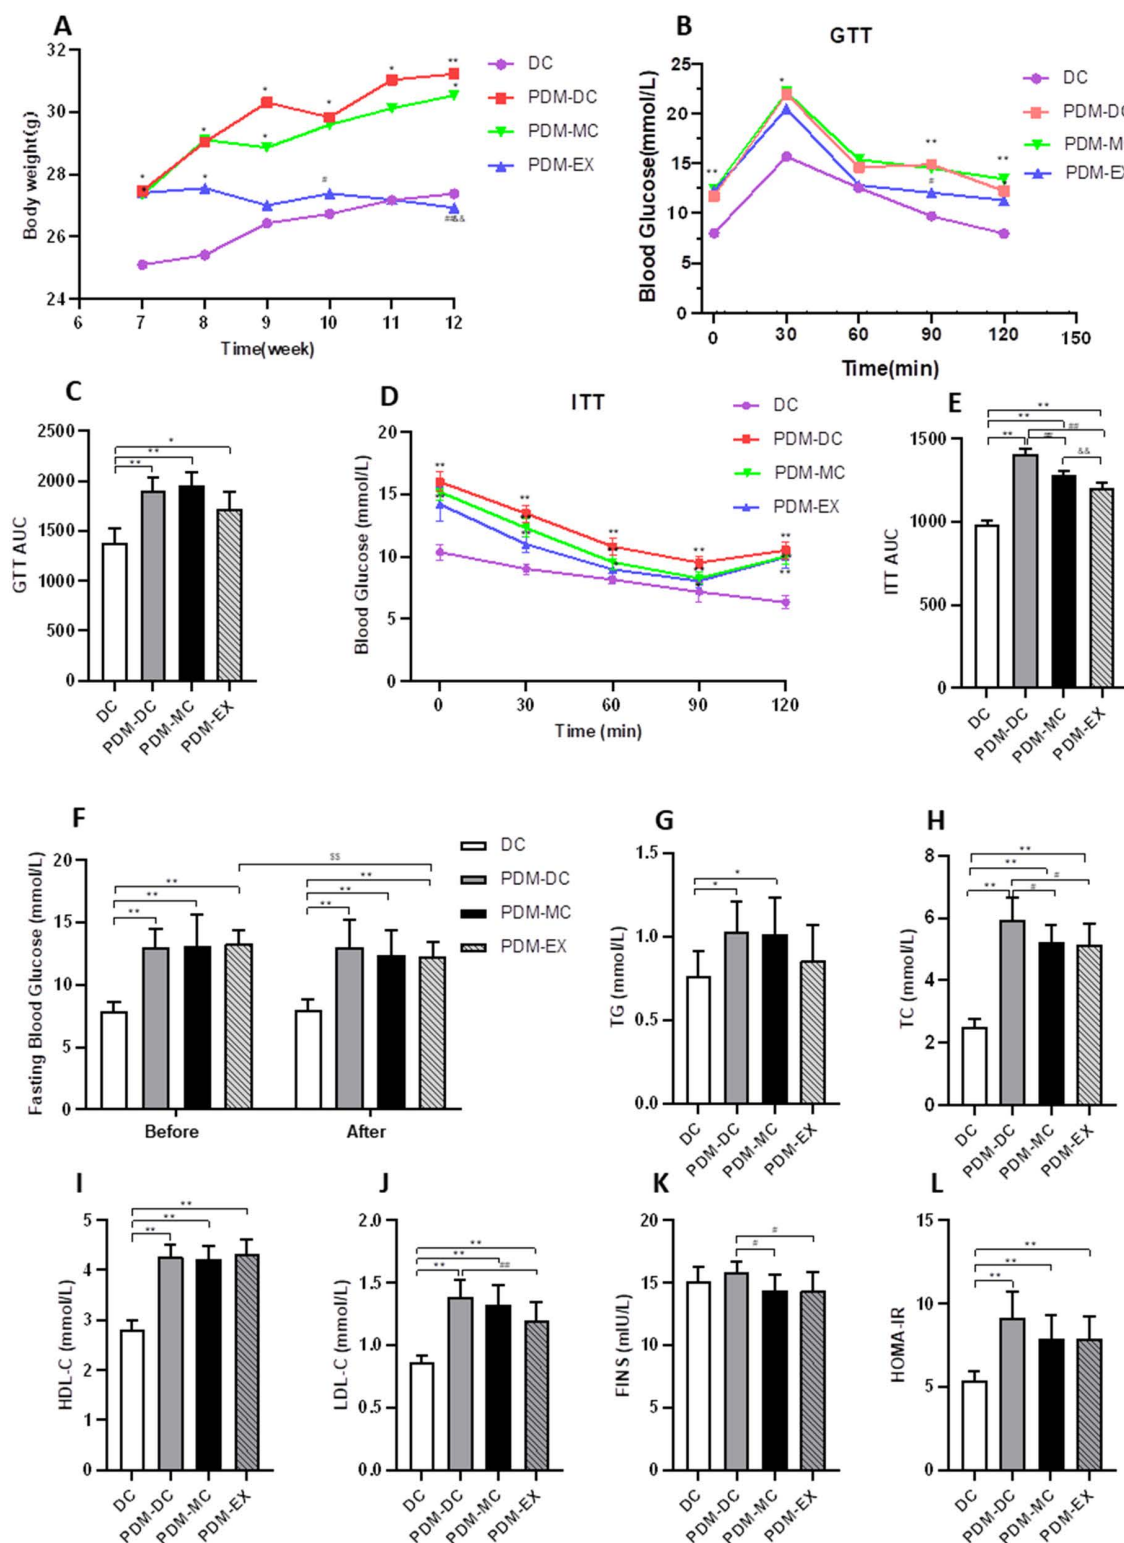 A
32
30
28
26
24
Body weight(g)
6
7
8
9
10
11
12
Time(week)
*
*
*
*
*
*
*
*
**
*
#
##&&
DC
PDM-DC
PDM-MC
PDM-EX
B
GTT
25
20
15
10
5
0
Blood Glucose(mmol/L)
0
30
60
90
120
150
Time(min)
**
*
**
#
**
DC
PDM-DC
PDM-M
PDM-EX
C
2500
2000
1500
1000
500
0
GTT AUC
*
**
**
DC
PDM-DC
PDM-MC
PDM-EX
D
ITT
20
15
10
5
0
Blood Glucose (mmol/L)
0
30
60
90
120
Time (min)
**
**
**
**
**
**
**
DC
PDM-DC
PDM-MC
PDM-EX
E
1500
1000
500
0
ITT AUC
**
**
**
##
##
&&
DC
PDM-DC
PDM-MC
PDM-EX
F
20
15
10
5
0
Fasting Blood Glucose (mmol/L)
$$
**
**
**
**
**
**
Before
After
DC
PDM-DC
PDM-MC
PDM-EX
G
1.5
1.0
0.5
0.0
TG (mmol/L)
*
*
DC
PDM-DC
PDM-MC
PDM-EX
H
8
6
4
2
0
TC (mmol/L)
**
**
**
#
#
DC
PDM-DC
PDM-MC
PDM-EX
I
5
4
3
2
1
0
HDL-C (mmol/L)
**
**
**
DC
PDM-DC
PDM-MC
PDM-EX
J
2.0
1.5
1.0
0.5
0.0
LDL-C (mmol/L)
**
**
**
##
DC
PDM-DC
PDM-MC
PDM-EX
K
20
15
10
5
0
FINS (mIU/L)
#
#
DC
PDM-DC
PDM-MC
PDM-EX
L
15
10
5
0
HOMA-IR
**
**
**
DC
PDM-DC
PDM-MC
PDM-EX